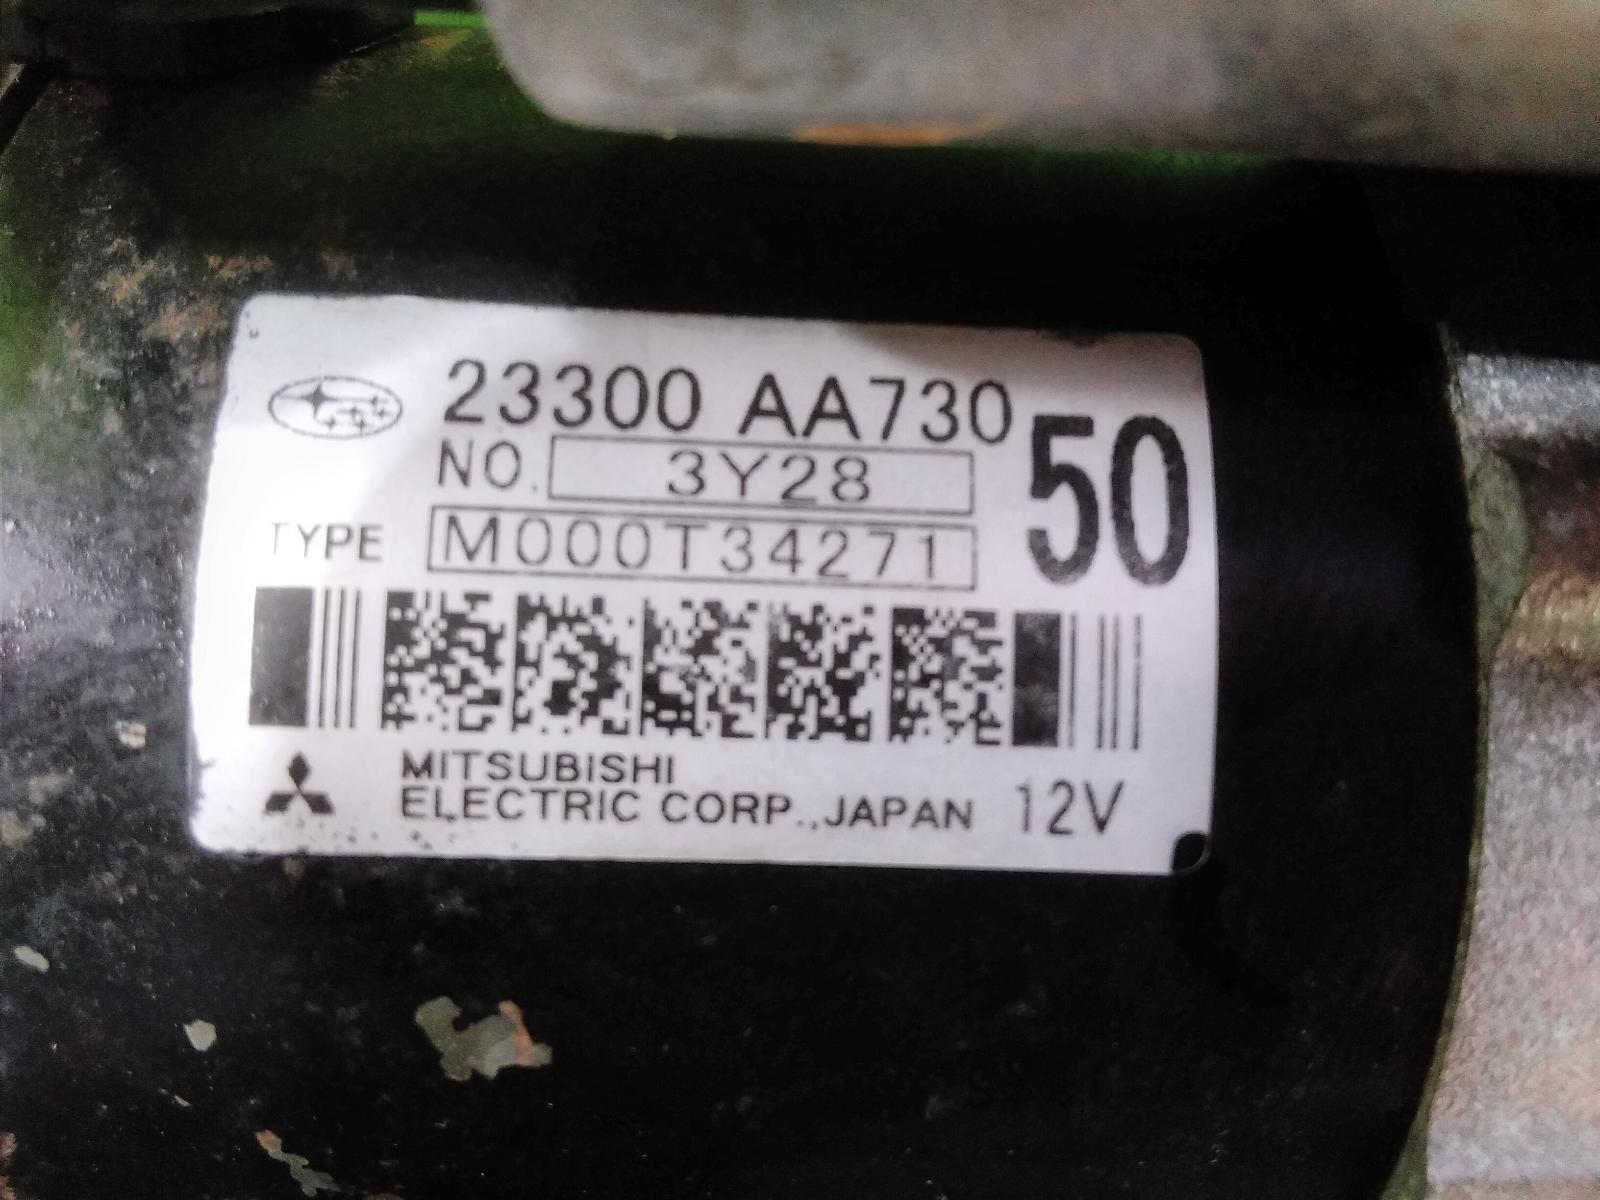 23300 AA730
50
NO. 3Y28
TYPE M000T34271
MITSUBISHI
ELECTRIC CORP., JAPAN 12V